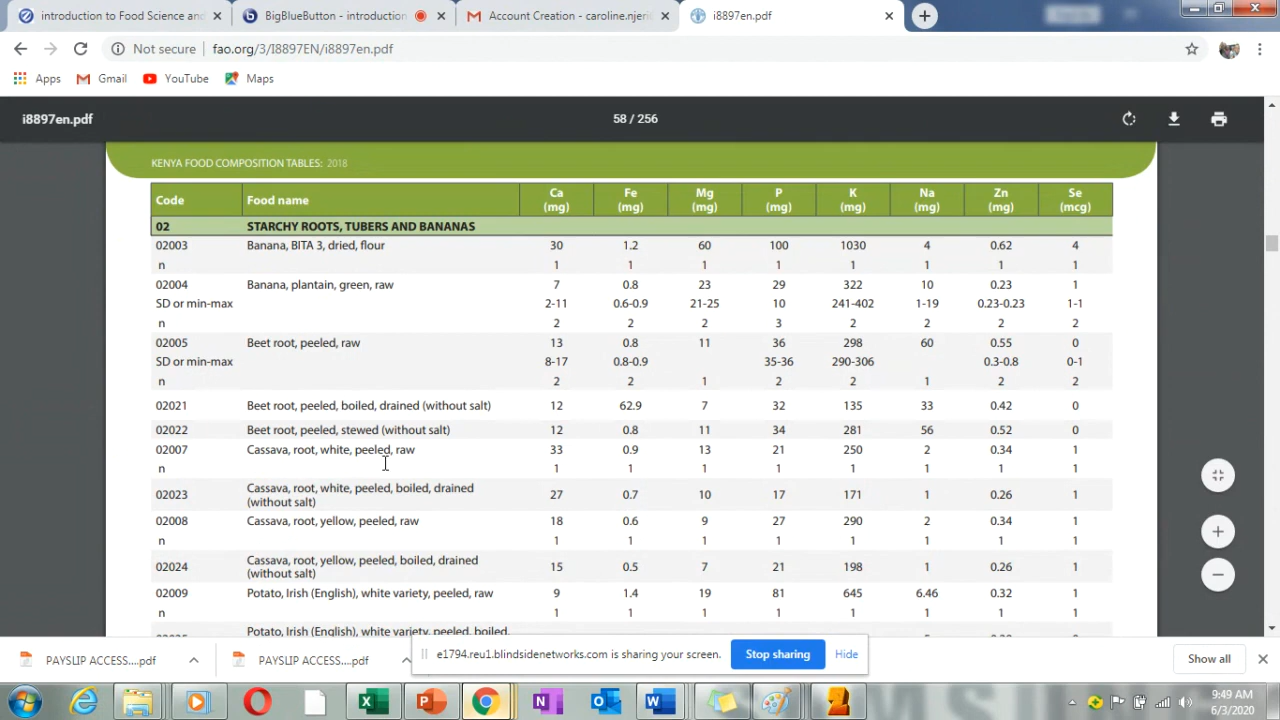 introduction to Food Science and
BigBlueButton - introduction
Account Creation - caroline.njeri
i8897en.pdf
Not secure
fao.org/3/I8897EN/i8897en.pdf
Apps
Gmail
YouTube
Maps
i8897en.pdf
58 / 256
KENYA FOOD COMPOSITION TABLES: 2018
Code Food name Ca (mg) Fe (mg) Mg (mg) P (mg) K (mg) Na (mg) Zn (mg) Se (mcg)
02 STARCHY ROOTS, TUBERS AND BANANAS
02003 Banana, BITA 3, dried, flour 30 1.2 60 100 1030 4 0.62 4
n 1 1 1 1 1 1 1 1
02004 Banana, plantain, green, raw 7 0.8 23 29 322 10 0.23 1
SD or min-max 2-11 0.6-0.9 21-25 10 241-402 1-19 0.23-0.23 1-1
n 2 2 2 3 2 2 2 2
02005 Beet root, peeled, raw 13 0.8 11 36 298 60 0.55 0
SD or min-max 8-17 0.8-0.9 35-36 290-306 0.3-0.8 0-1
n 2 2 1 2 2 1 2 2
02021 Beet root, peeled, boiled, drained (without salt) 12 62.9 7 32 135 33 0.42 0
02022 Beet root, peeled, stewed (without salt) 12 0.8 11 34 281 56 0.52 0
02007 Cassava, root, white, peeled, raw 33 0.9 13 21 250 2 0.34 1
n 1 1 1 1 1 1 1 1
02023 Cassava, root, white, peeled, boiled, drained (without salt) 27 0.7 10 17 171 1 0.26 1
02008 Cassava, root, yellow, peeled, raw 18 0.6 9 27 290 2 0.34 1
n 1 1 1 1 1 1 1 1
02024 Cassava, root, yellow, peeled, boiled, drained (without salt) 15 0.5 7 21 198 1 0.26 1
02009 Potato, Irish (English), white variety, peeled, raw 9 1.4 19 81 645 6.46 0.32 1
n 1 1 1 1 1 1 1 1
Potato, Irish (English), white variety, peeled, boiled,
PAYSLIP ACCESS....pdf
PAYSLIP ACCESS....pdf
e1794.reu1.blindsidenetworks.com is sharing your screen.
Stop sharing
Hide
Show all
9:49 AM
6/3/2020